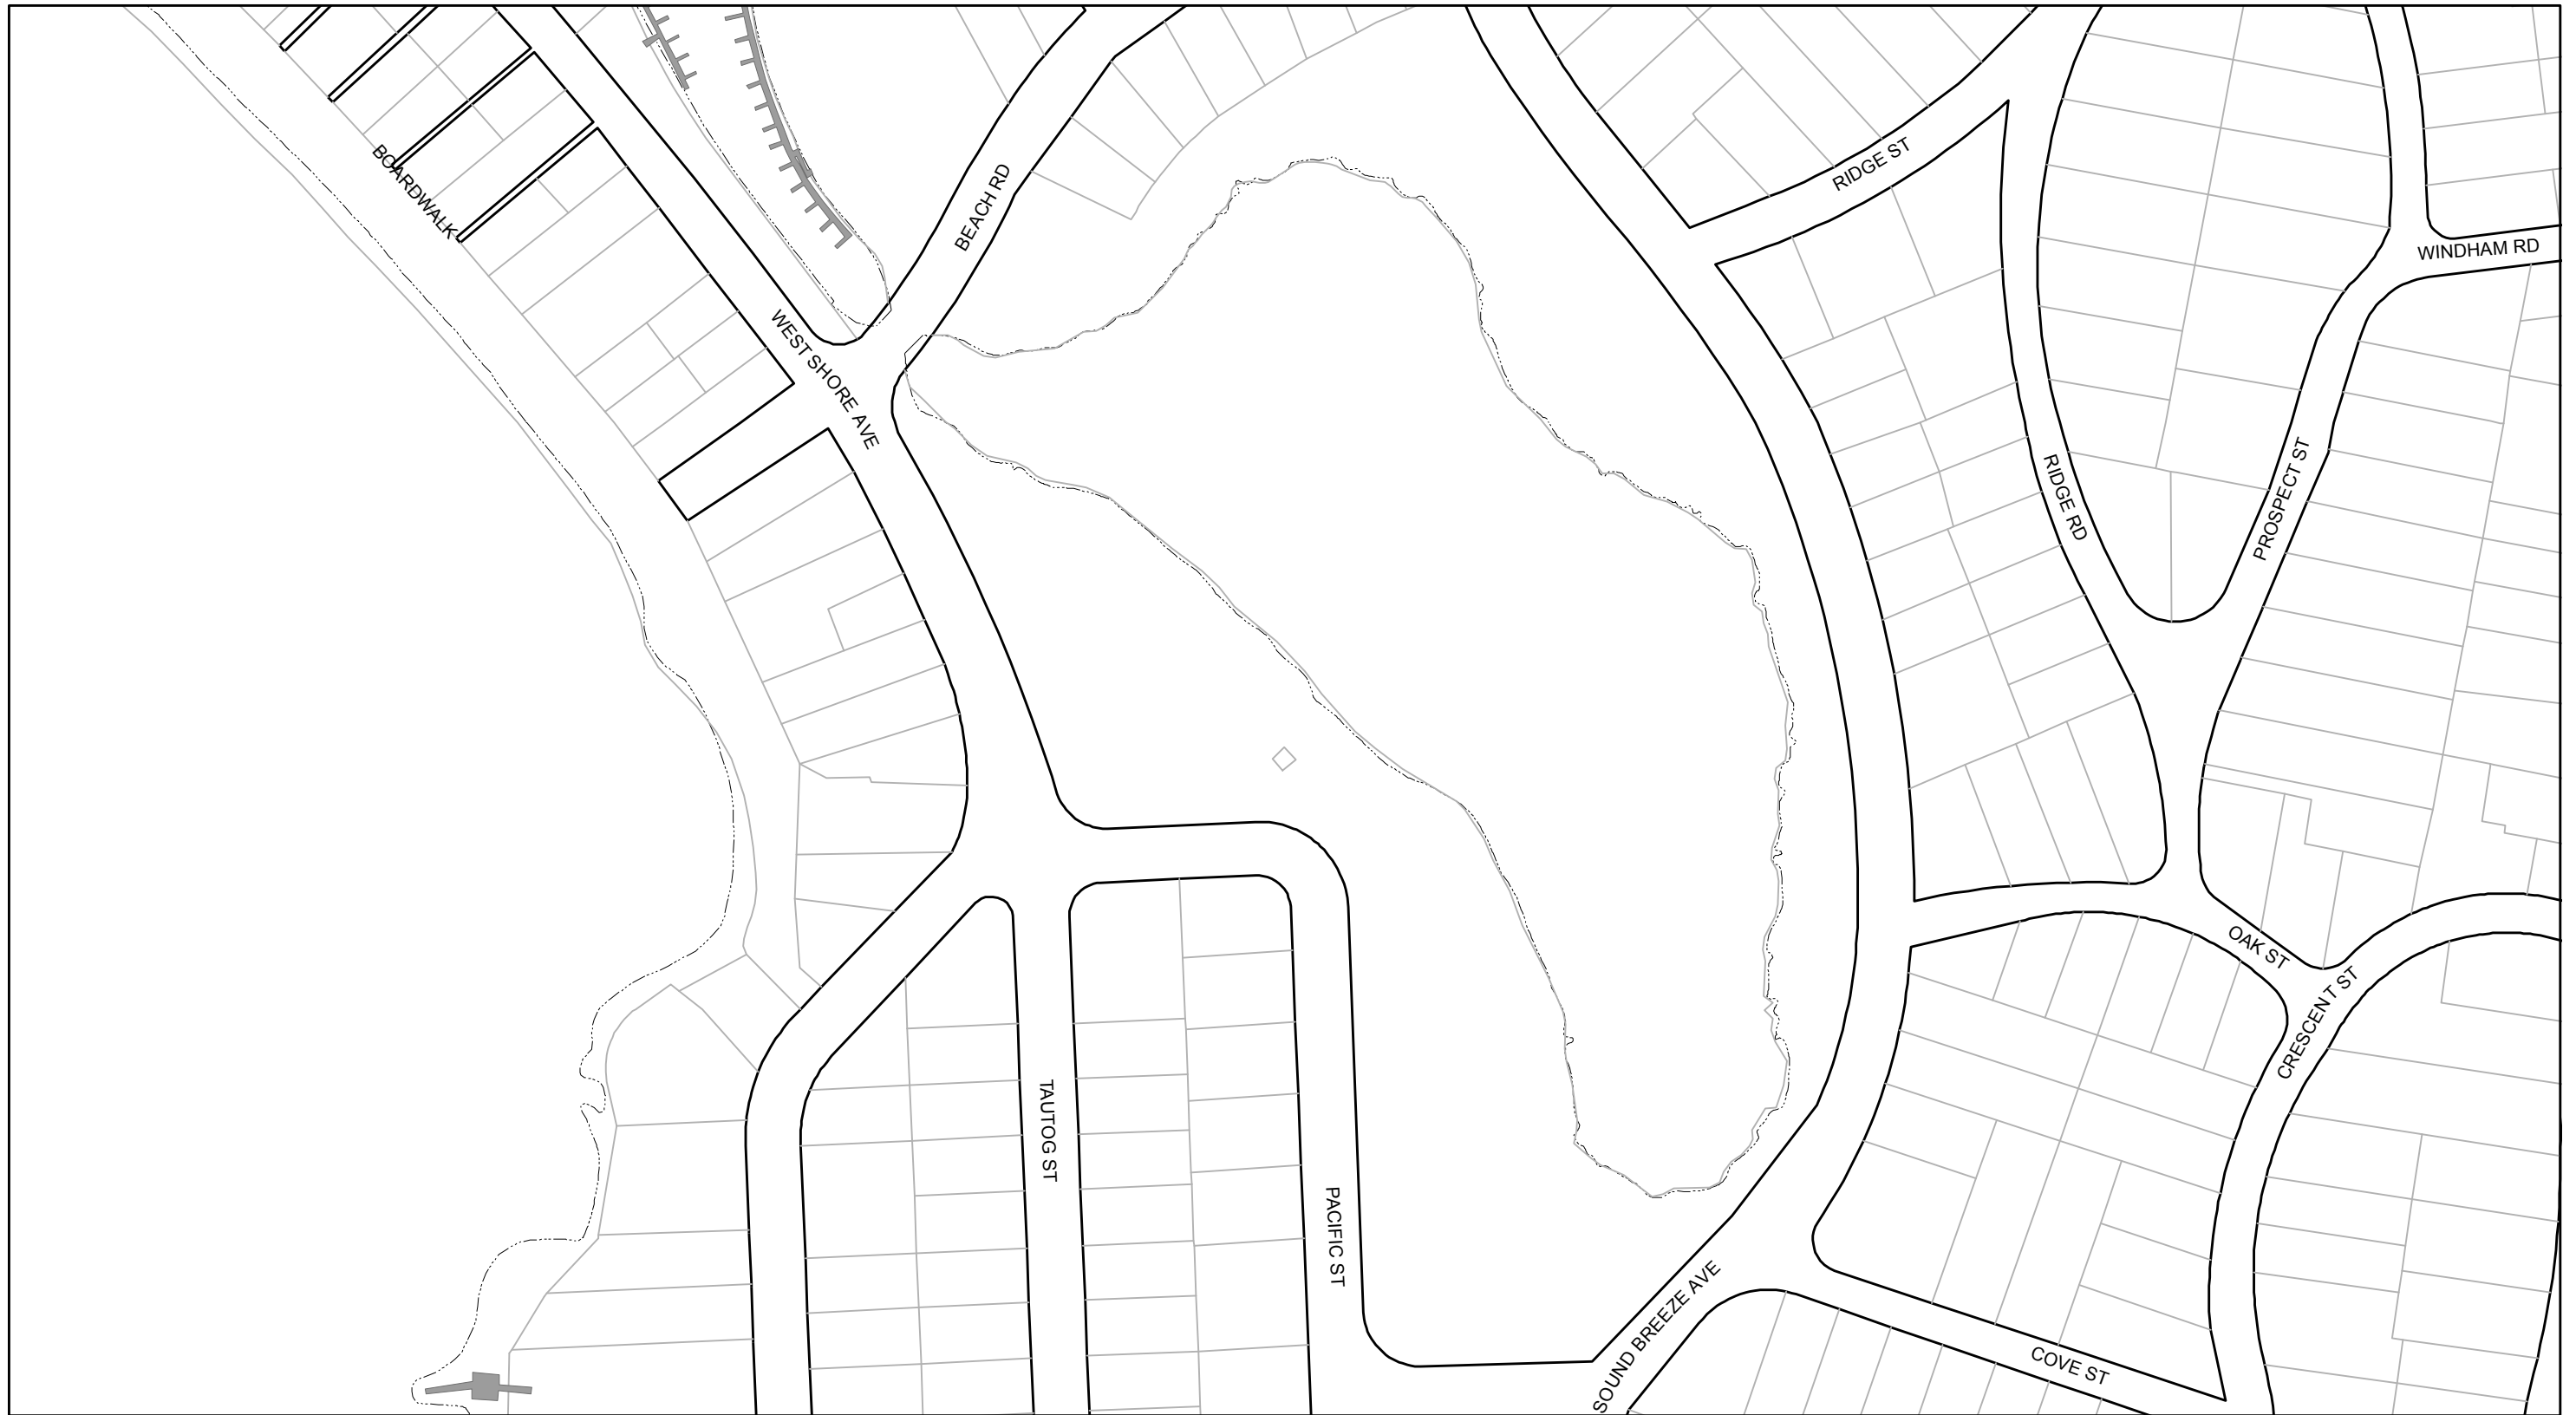 BOARDWALK
BEACH RD
RIDGE ST
WINDHAM RD
WEST SHORE AVE
RIDGE RD
PROSPECT ST
OAK ST
CRESCENT ST
TAUTOG ST
PACIFIC ST
SOUND BREEZE AVE
COVE ST